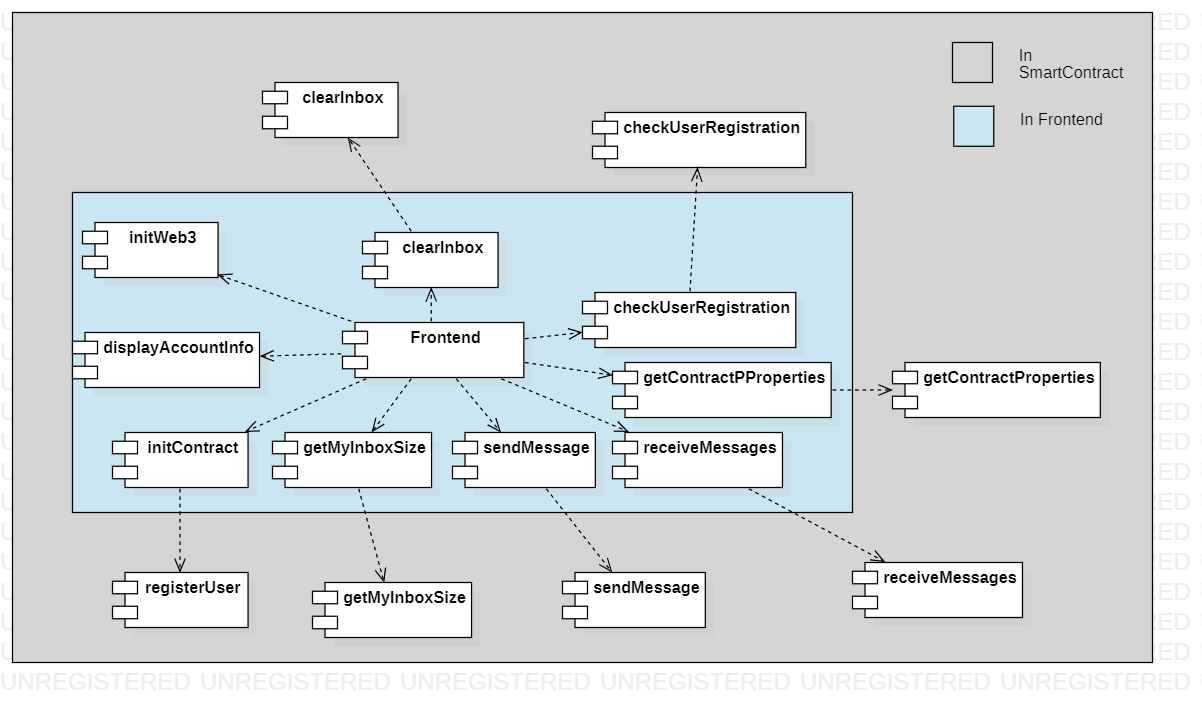 In
SmartContract
clearInbox
checkUserRegistration
In Frontend
initWeb3
clearInbox
checkUserRegistration
Frontend
displayAccountInfo
getContractPProperties
getContractProperties
initContract
getMyInboxSize
sendMessage
receiveMessages
registerUser
getMyInboxSize
sendMessage
receiveMessages
UNREGISTERED UNREGISTERED UNREGISTERED UNREGISTERED UNREGISTERED UNREGISTERED